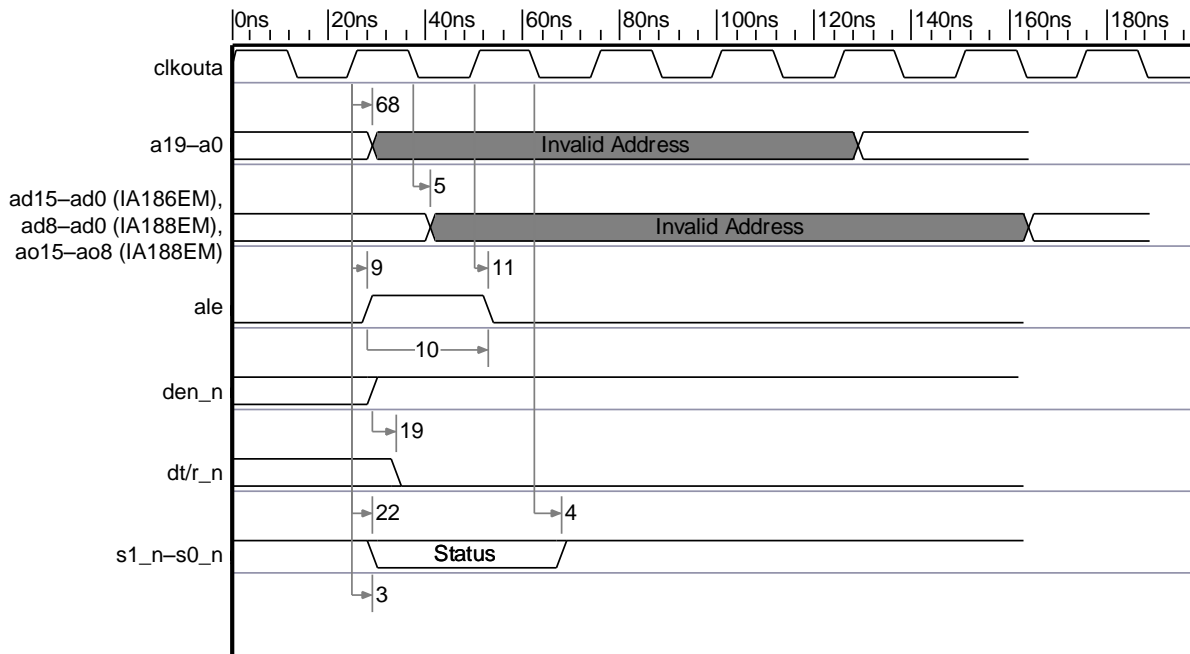 0ns 20ns 40ns 60ns 80ns 100ns 120ns 140ns 160ns 180ns
clkouta
68
a19–a0 Invalid Address
5
ad15–ad0 (IA186EM),
ad8–ad0 (IA188EM), Invalid Address
ao15–ao8 (IA188EM)
9 11
ale
10
den_n
19
dt/r_n
22 4
s1_n–s0_n Status
3